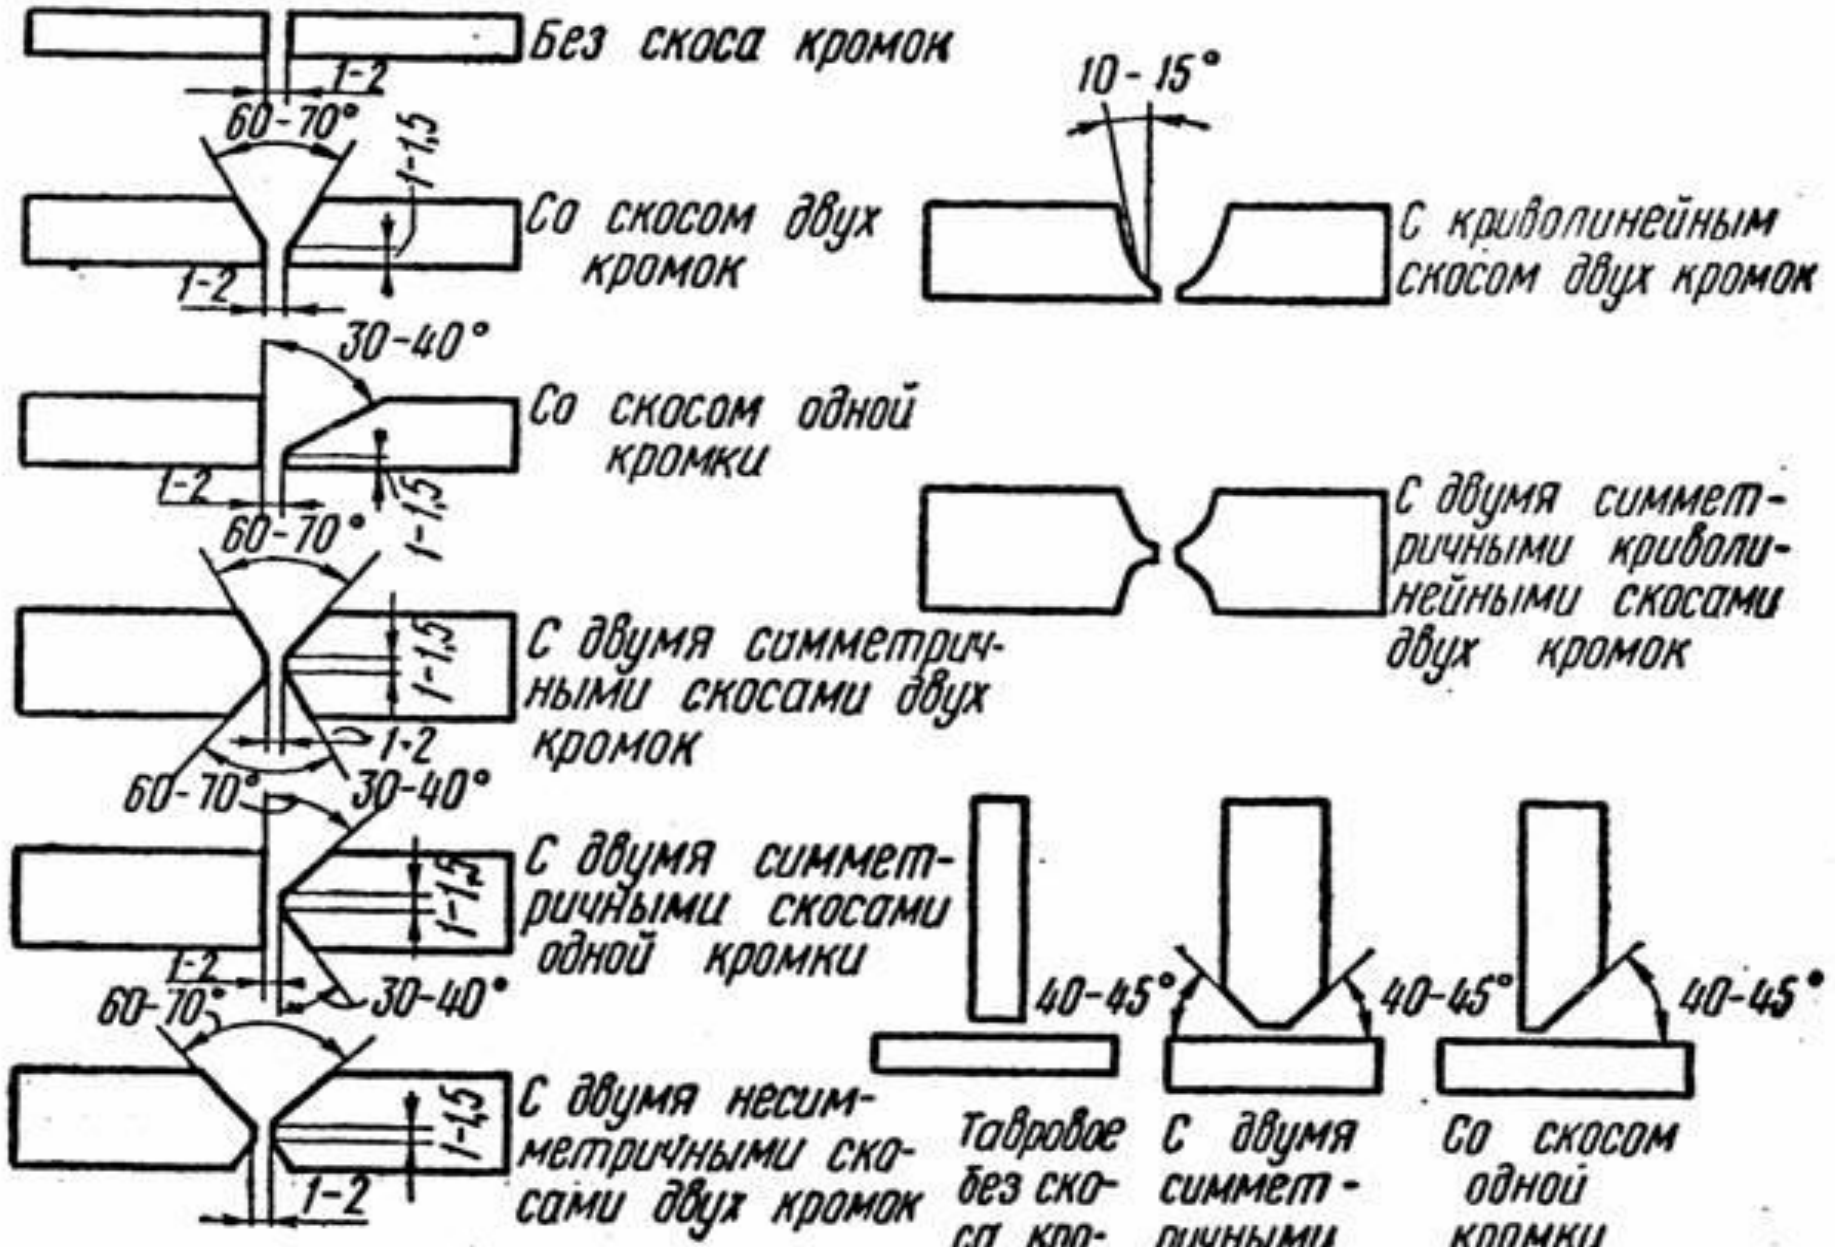 Без скоса кромок
1-2
60-70°
1-1,5
Со скосом двух
кромок
1-2
30-40°
Со скосом одной
кромки
1-2
1-1,5
60-70°
С двумя симметрич-
ными скосами двух
кромок
1-1,5
1-2
60-70°
30-40°
С двумя симмет-
ричными скосами
одной кромки
1-1,5
1-2
30-40°
60-70°
С двумя несим-
метричными ско-
сами двух кромок
1-1,5
1-2
10-15°
С криволинейным
скосом двух кромок
С двумя симмет-
ричными криволи-
нейными скосами
двух кромок
40-45°
40-45°
40-45°
Тавровое
без ско-
са кро-
С двумя
симмет-
ричными
Со скосом
одной
кромки